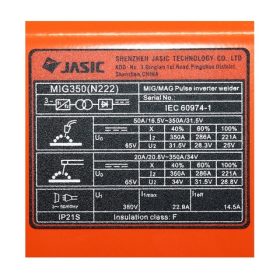 JASIC
SHENZHEN JASIC TECHNOLOGY CO.,LTD.
Shenzhen,CHINA
MIG350(N222)
MIG/MAG Pulse inverter welder
Serial No.:
IEC 60974-1
50A/16.5V~350A/31.5V
X 40% 60% 100%
U₀ I₂ 350A 286A 221A
65V U₂ 31.5V 28.3V 25V
20A/20.8V~350A/34V
X 40% 60% 100%
U₀ I₂ 350A 286A 221A
65V U₂ 34V 31.5V 28.8V
U₁ I₁max I₁eff
380V 22.9A 14.5A
IP21S Insulation class: F